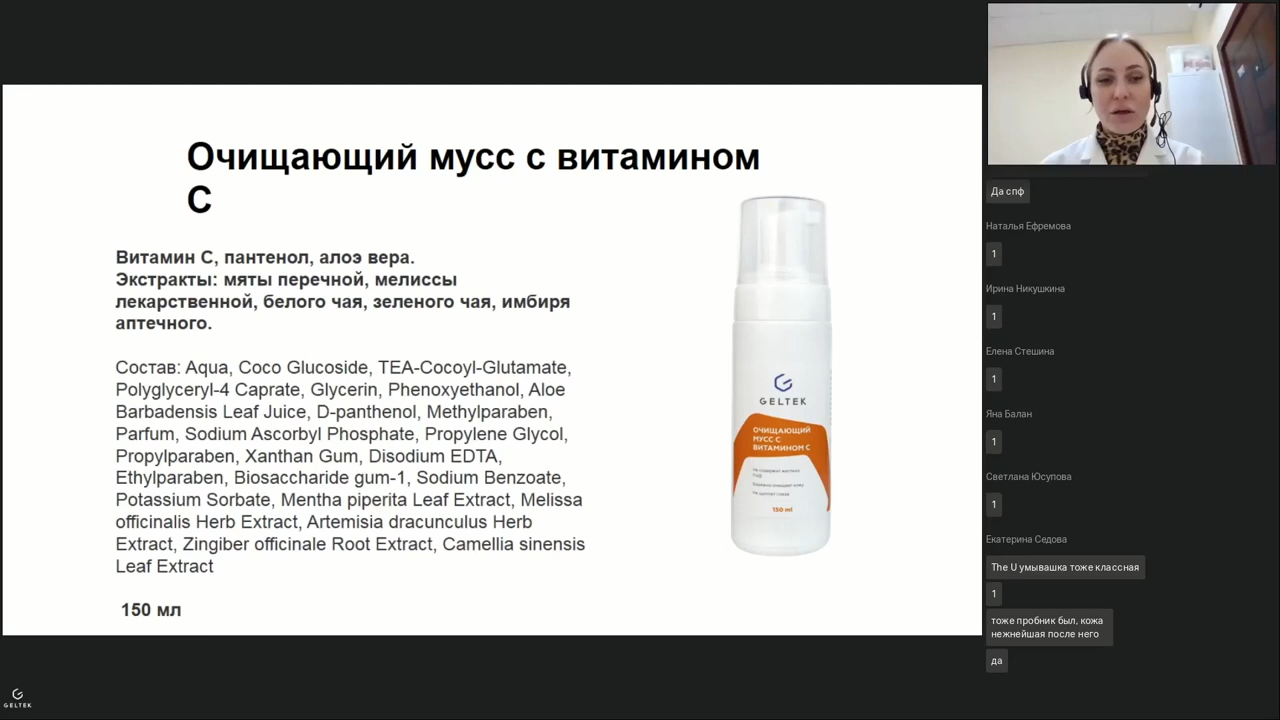 Очищающий мусс с витамином
С
Витамин С, пантенол, алоэ вера.
Экстракты: мяты перечной, мелиссы
лекарственной, белого чая, зеленого чая, имбиря
аптечного.
Состав: Aqua, Coco Glucoside, TEA-Cocoyl-Glutamate,
Polyglyceryl-4 Caprate, Glycerin, Phenoxyethanol, Aloe
Barbadensis Leaf Juice, D-panthenol, Methylparaben,
Parfum, Sodium Ascorbyl Phosphate, Propylene Glycol,
Propylparaben, Xanthan Gum, Disodium EDTA,
Ethylparaben, Biosaccharide gum-1, Sodium Benzoate,
Potassium Sorbate, Mentha piperita Leaf Extract, Melissa
officinalis Herb Extract, Artemisia dracunculus Herb
Extract, Zingiber officinale Root Extract, Camellia sinensis
Leaf Extract
150 мл
GELTEK
ОЧИЩАЮЩИЙ
МУСС С
ВИТАМИНОМ С
150 ml
Да спф
Наталья Ефремова
1
Ирина Никушкина
1
Елена Стешина
1
Яна Балан
1
Светлана Юсупова
1
Екатерина Седова
The U умывашка тоже классная
1
тоже пробник был, кожа
нежнейшая после него
да
GELTEK